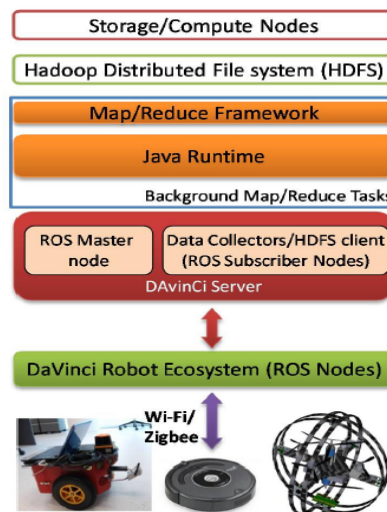 Storage/Compute Nodes
Hadoop Distributed File system (HDFS)
Map/Reduce Framework
Java Runtime
Background Map/Reduce Tasks
ROS Master
node
Data Collectors/HDFS client
(ROS Subscriber Nodes)
DAvinCi Server
DaVinci Robot Ecosystem (ROS Nodes)
Wi-Fi/
Zigbee